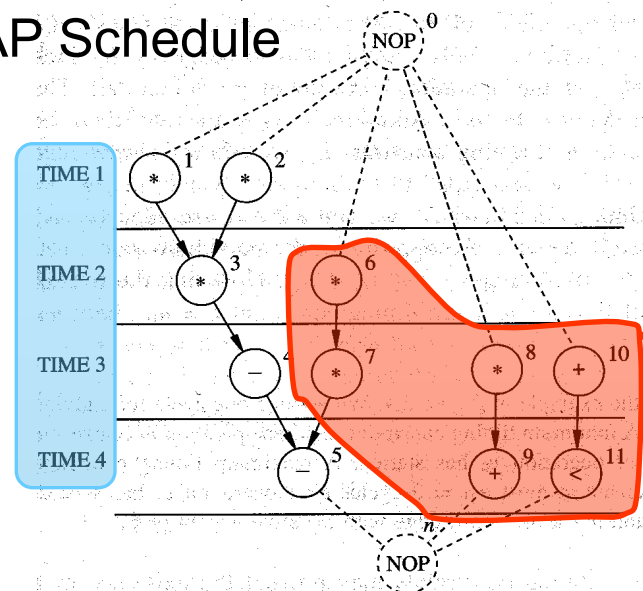 AP Schedule
NOP 0
TIME 1
* 1
* 2
TIME 2
* 3
* 6
TIME 3
− 4
* 7
* 8
+ 10
TIME 4
− 5
+ 9
< 11
NOP n